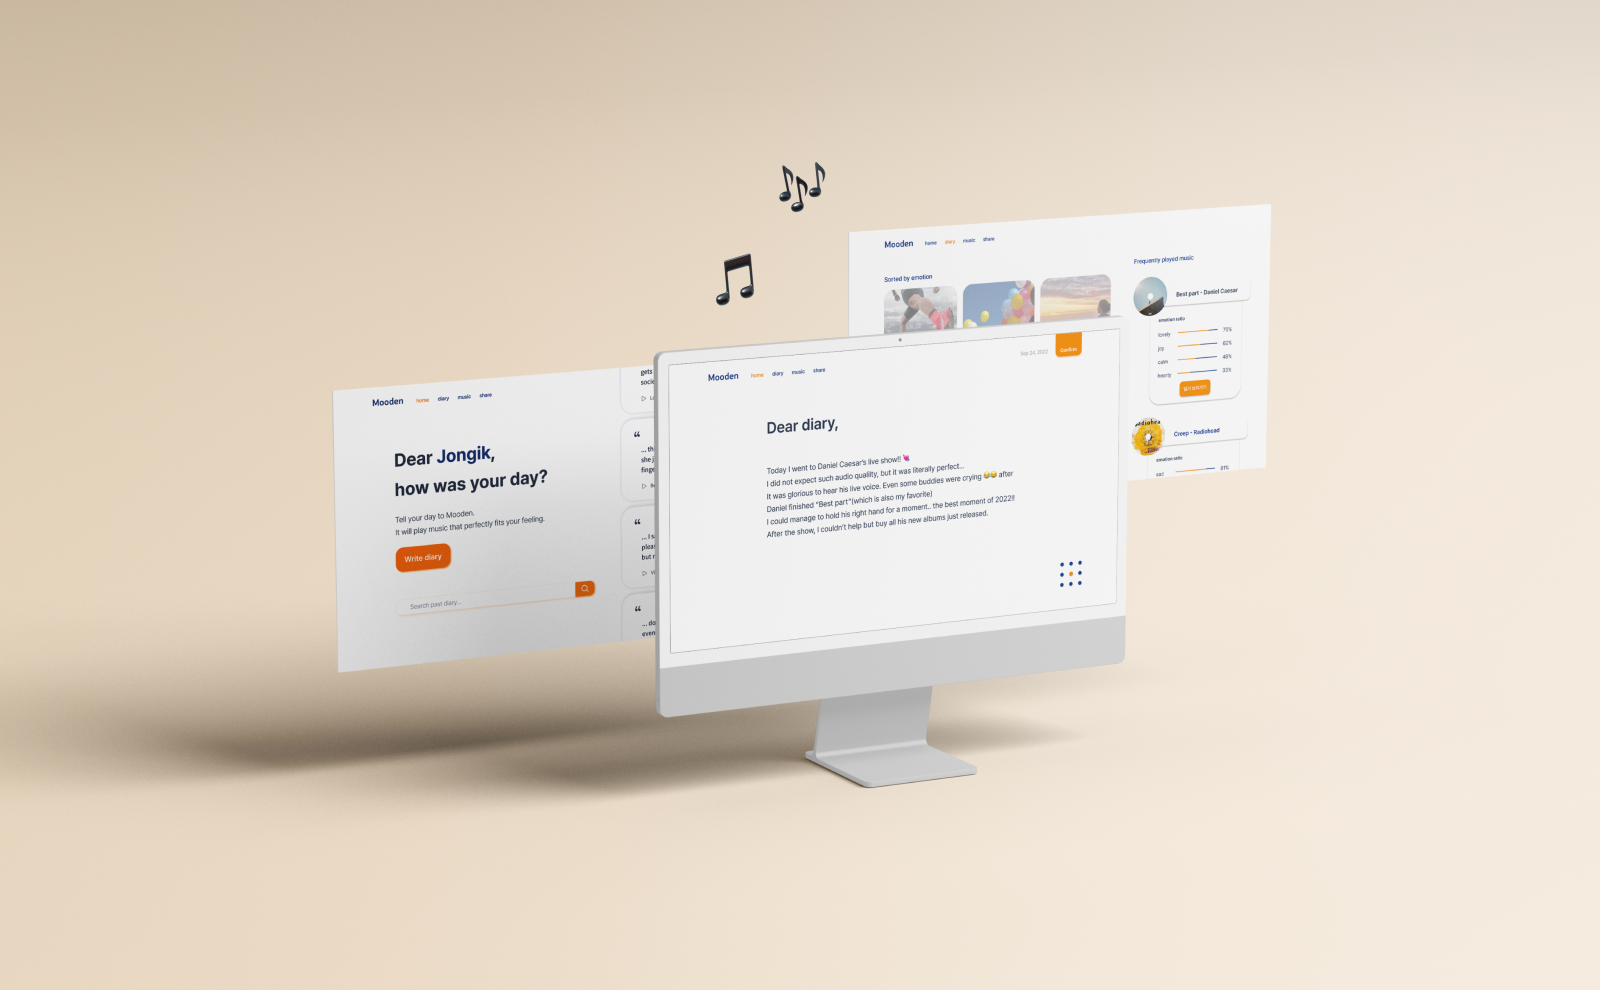 Mooden home diary music share
Dear Jongik,
how was your day?
Tell your day to Mooden.
It will play music that perfectly fits your feeling.
Write diary
Search past diary...
gets
socie
“
... th
she j
finge
“
... I s
pleas
but r
“
... do
even
Mooden home diary music share
Sep 24, 2022
Confirm
Dear diary,
Today I went to Daniel Caesar's live show!! 💘
I did not expect such audio quality, but it was literally perfect...
It was glorious to hear his live voice. Even some buddies were crying 😂😂 after
Daniel finished "Best part"(which is also my favorite)
I could manage to hold his right hand for a moment.. the best moment of 2022!!
After the show, I couldn't help but buy all his new albums just released.
Mooden home diary music share
Sorted by emotion
Frequently played music
Best part - Daniel Caesar
emotion ratio
lovely 70%
joy 62%
calm 48%
hearty 33%
Creep - Radiohead
emotion ratio
sad 81%